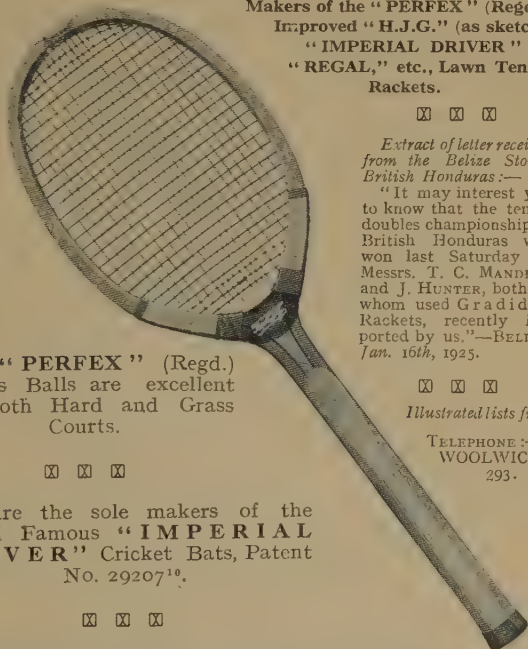 Makers of the “ PERFEX ” (Rege
Improved “ H.J.G.” (as sketc
“ IMPERIAL DRIVER ”
“ REGAL,” etc., Lawn Ten
Rackets.
Extract of letter recei
from the Belize Sto
British Honduras :—
“ It may interest y
to know that the ten
doubles championship
British Honduras w
won last Saturday
Messrs. T. C. MANDE
and J. HUNTER, both
whom used Gradid
Rackets, recently i
ported by us.”—BELI
Jan. 16th, 1925.
Illustrated lists f
TELEPHONE :-
WOOLWIC
293.
“ PERFEX ” (Regd.)
s Balls are excellent
oth Hard and Grass
Courts.
re the sole makers of the
Famous “ IMPERIAL
VER” Cricket Bats, Patent
No. 29207¹⁰.